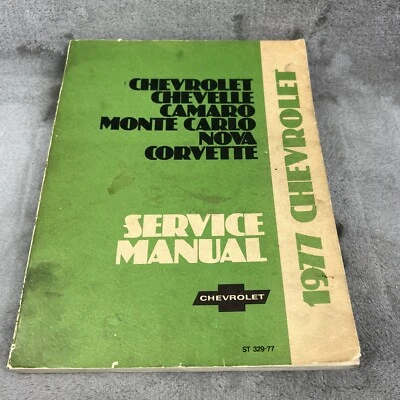 CHEVROLET
CHEVELLE
CAMARO
MONTE CARLO
NOVA
CORVETTE
SERVICE
MANUAL
CHEVROLET
ST 329-77
1977 CHEVROLET